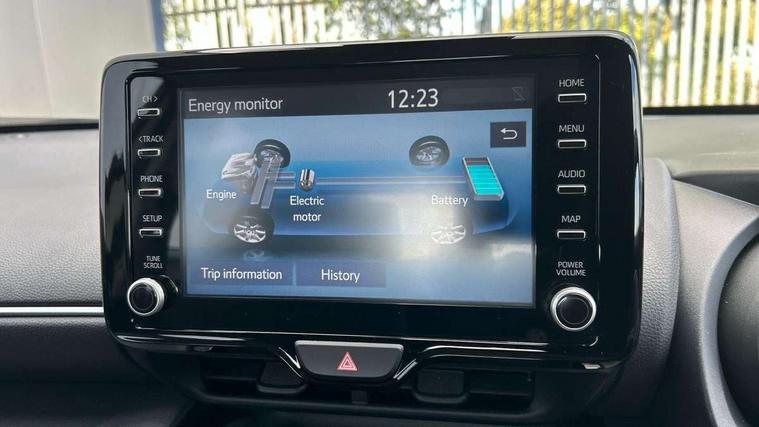 CH >
< TRACK
PHONE
SETUP
TUNE
SCROLL
Energy monitor
12:23
Engine
Electric
motor
Battery
Trip information
History
HOME
MENU
AUDIO
MAP
POWER
VOLUME